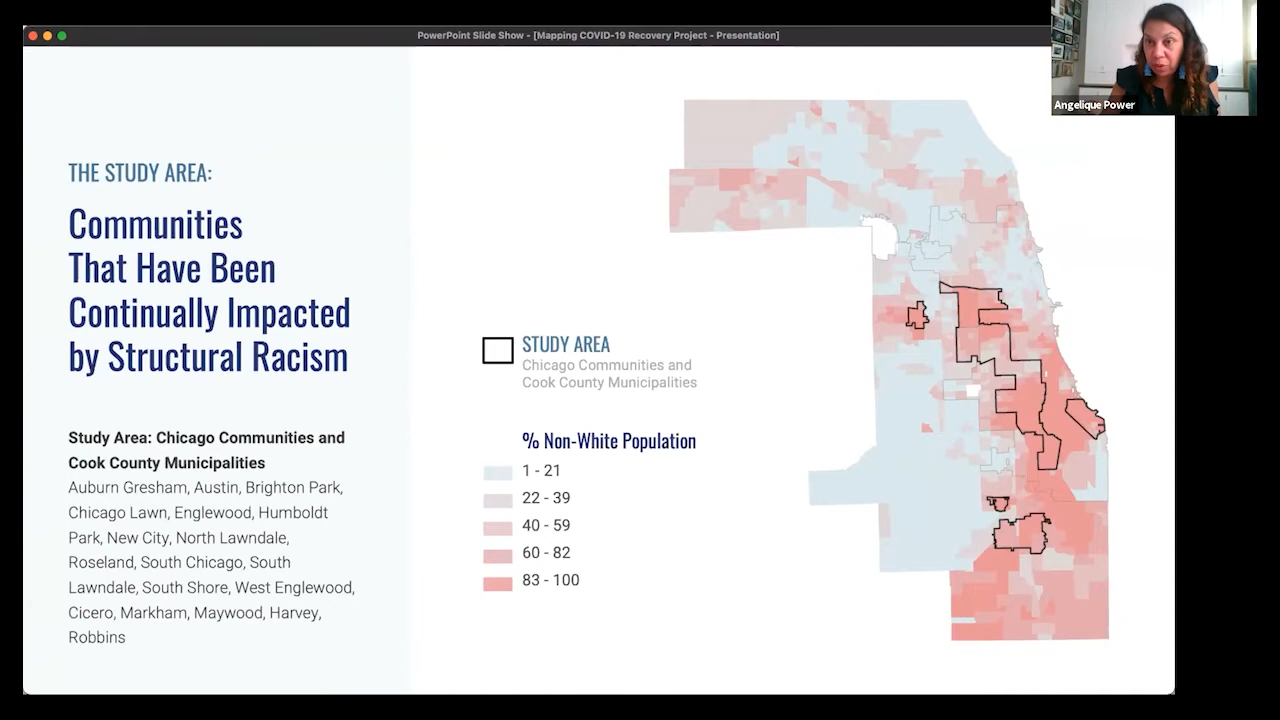 PowerPoint Slide Show - [Mapping COVID-19 Recovery Project - Presentation]
Angelique Power
THE STUDY AREA:
Communities
That Have Been
Continually Impacted
by Structural Racism
Study Area: Chicago Communities and
Cook County Municipalities
Auburn Gresham, Austin, Brighton Park,
Chicago Lawn, Englewood, Humboldt
Park, New City, North Lawndale,
Roseland, South Chicago, South
Lawndale, South Shore, West Englewood,
Cicero, Markham, Maywood, Harvey,
Robbins
STUDY AREA
Chicago Communities and
Cook County Municipalities
% Non-White Population
1 - 21
22 - 39
40 - 59
60 - 82
83 - 100